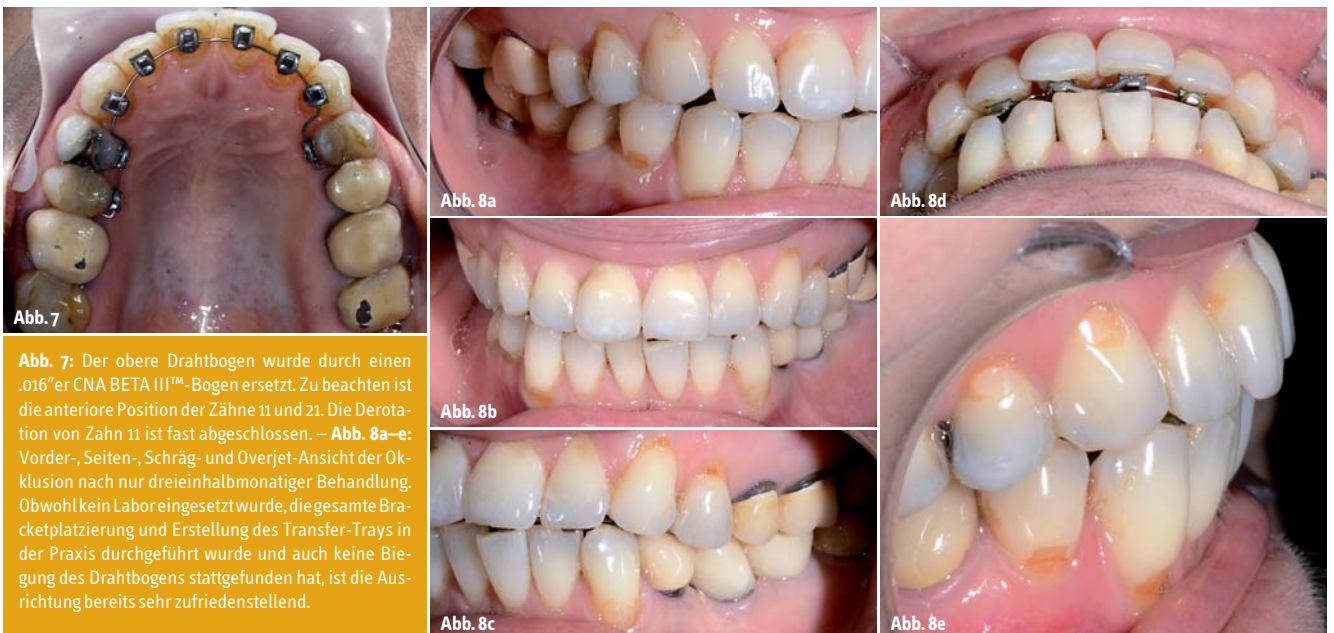 Abb. 7
Abb. 8a
Abb. 8d
Abb. 8b
Abb. 8c
Abb. 8e
Abb. 7: Der obere Drahtbogen wurde durch einen
.016″er CNA BETA III™-Bogen ersetzt. Zu beachten ist
die anteriore Position der Zähne 11 und 21. Die Derota-
tion von Zahn 11 ist fast abgeschlossen. – Abb. 8a–e:
Vorder-, Seiten-, Schräg- und Overjet-Ansicht der Ok-
klusion nach nur dreieinhalbmonatiger Behandlung.
Obwohl kein Labor eingesetzt wurde, die gesamte Bra-
cketplatzierung und Erstellung des Transfer-Trays in
der Praxis durchgeführt wurde und auch keine Bie-
gung des Drahtbogens stattgefunden hat, ist die Aus-
richtung bereits sehr zufriedenstellend.